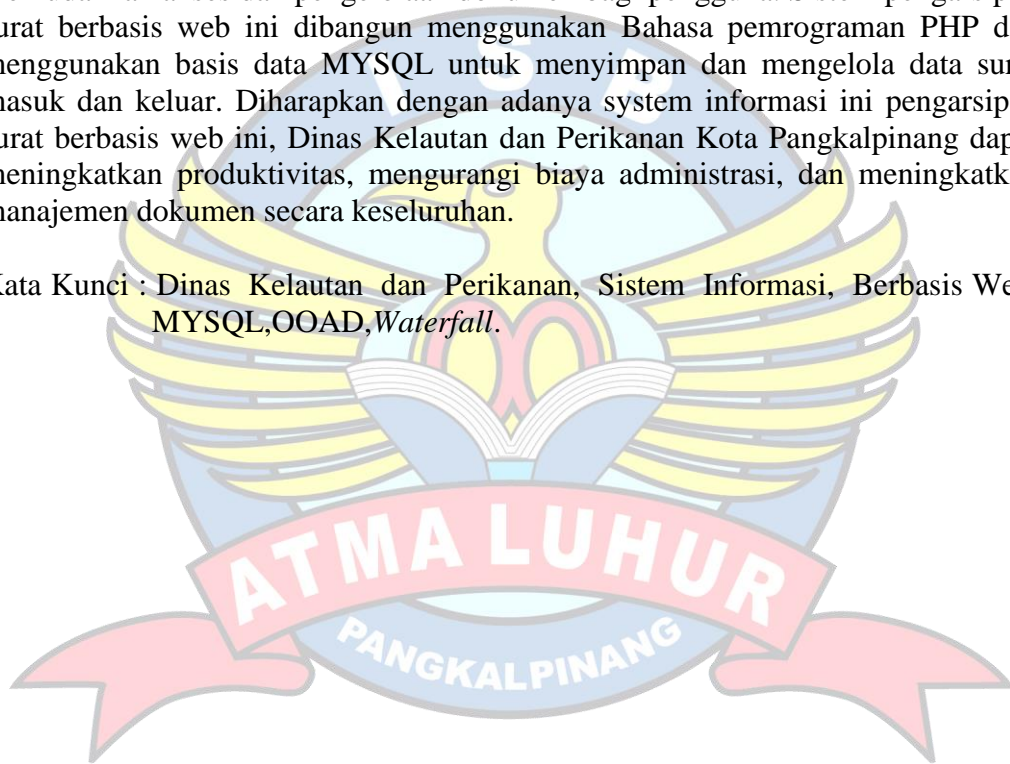 urat berbasis web ini dibangun menggunakan Bahasa pemrograman PHP d
menggunakan basis data MYSQL untuk menyimpan dan mengelola data sur
masuk dan keluar. Diharapkan dengan adanya system informasi ini pengarsip
urat berbasis web ini, Dinas Kelautan dan Perikanan Kota Pangkalpinang dap
meningkatkan produktivitas, mengurangi biaya administrasi, dan meningkatk
manajemen dokumen secara keseluruhan.
Kata Kunci : Dinas Kelautan dan Perikanan, Sistem Informasi, Berbasis We
MYSQL,OOAD,Waterfall.
I S B
ATMA LUHUR
PANGKALPINANG